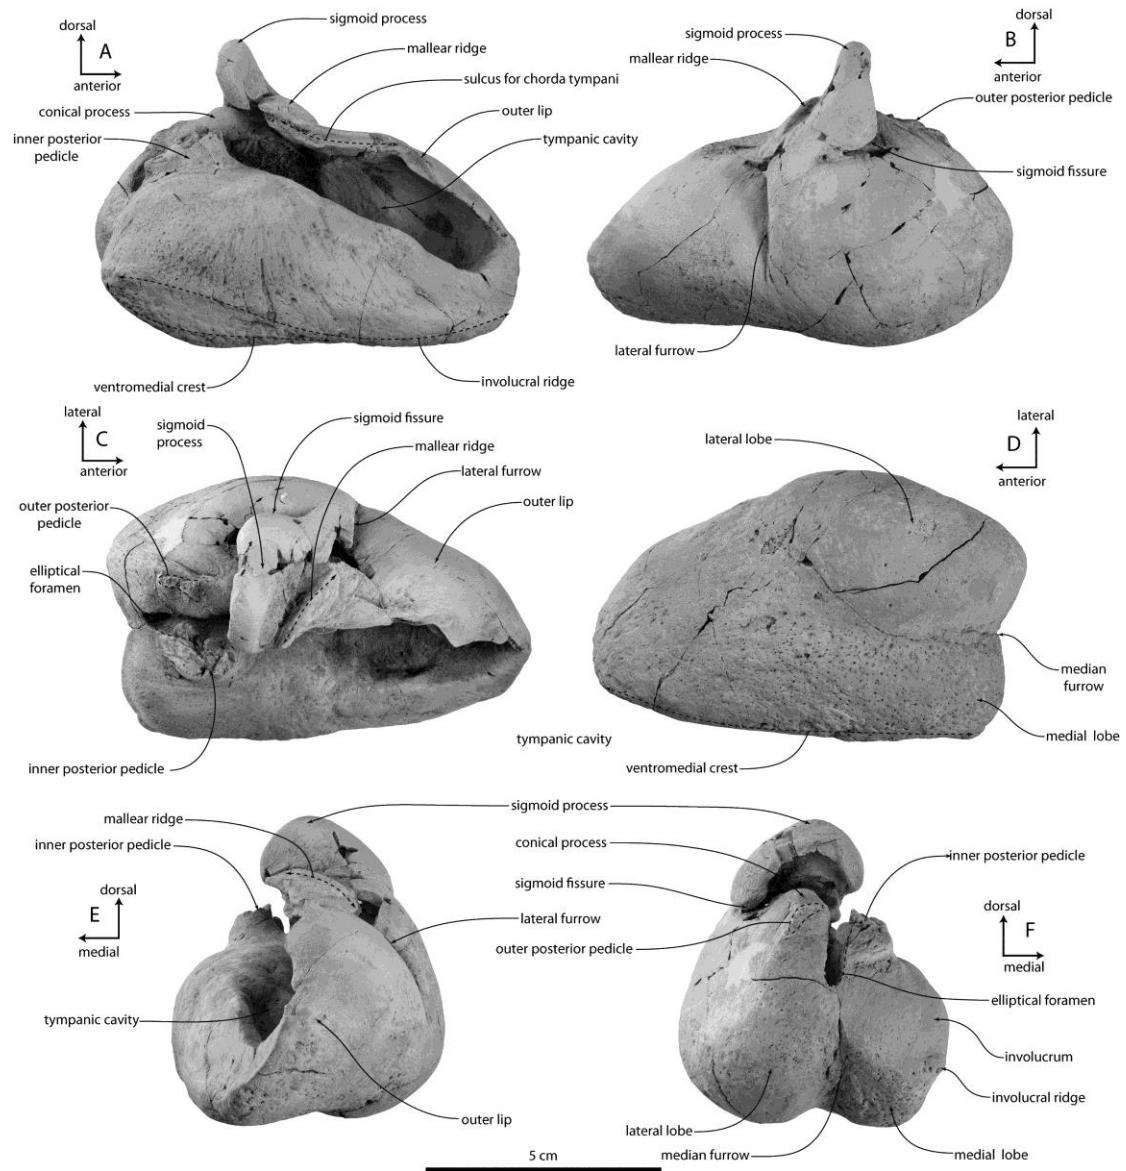 sigmoid process
dorsal
A
anterior
mallear ridge
sulcus for chorda tympani
conical process
outer lip
inner posterior
pedicle
tympanic cavity
ventromedial crest
involucral ridge
dorsal
B
anterior
sigmoid process
mallear ridge
outer posterior pedicle
sigmoid fissure
lateral furrow
lateral
C
anterior
sigmoid
process
sigmoid fissure
mallear ridge
lateral furrow
outer lip
outer posterior
pedicle
elliptical
foramen
tympanic cavity
inner posterior pedicle
lateral
D
anterior
lateral lobe
median
furrow
medial lobe
ventromedial crest
sigmoid process
mallear ridge
inner posterior pedicle
dorsal
E
medial
lateral furrow
tympanic cavity
outer lip
conical process
inner posterior pedicle
sigmoid fissure
outer posterior pedicle
dorsal
F
medial
elliptical foramen
involucrum
involucral ridge
lateral lobe
median furrow
medial lobe
5 cm